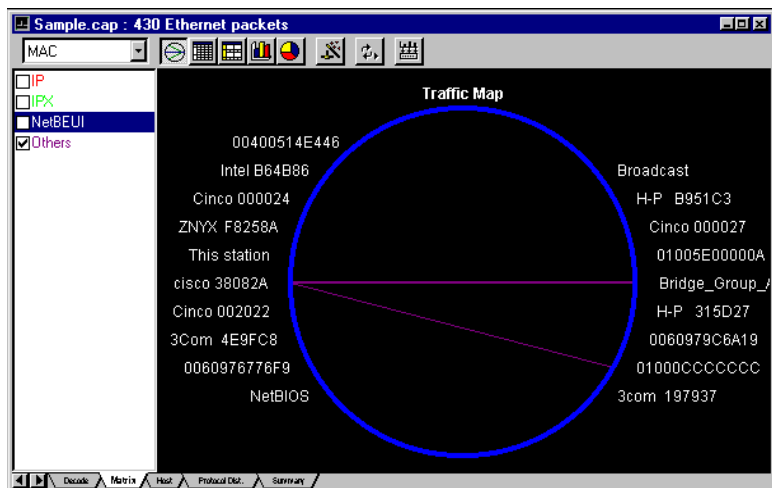 Sample.cap : 430 Ethernet packets
MAC
IP
IPX
NetBEUI
Others
Traffic Map
00400514E446
Intel B64B86
Cinco 000024
ZNYX F8258A
This station
cisco 38082A
Cinco 002022
3Com 4E9FC8
0060976776F9
NetBIOS
Broadcast
H-P B951C3
Cinco 000027
01005E00000A
Bridge_Group_A
H-P 315D27
0060979C6A19
01000CCCCCCC
3com 197937
Decode Matrix Host Protocol Dist. Summary